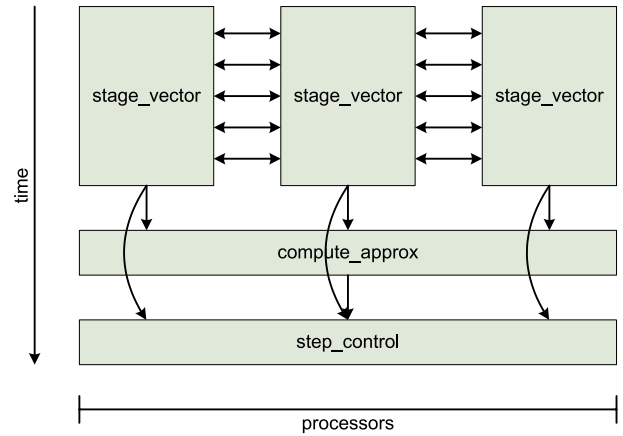 stage_vector stage_vector stage_vector
time
compute_approx
step_control
processors